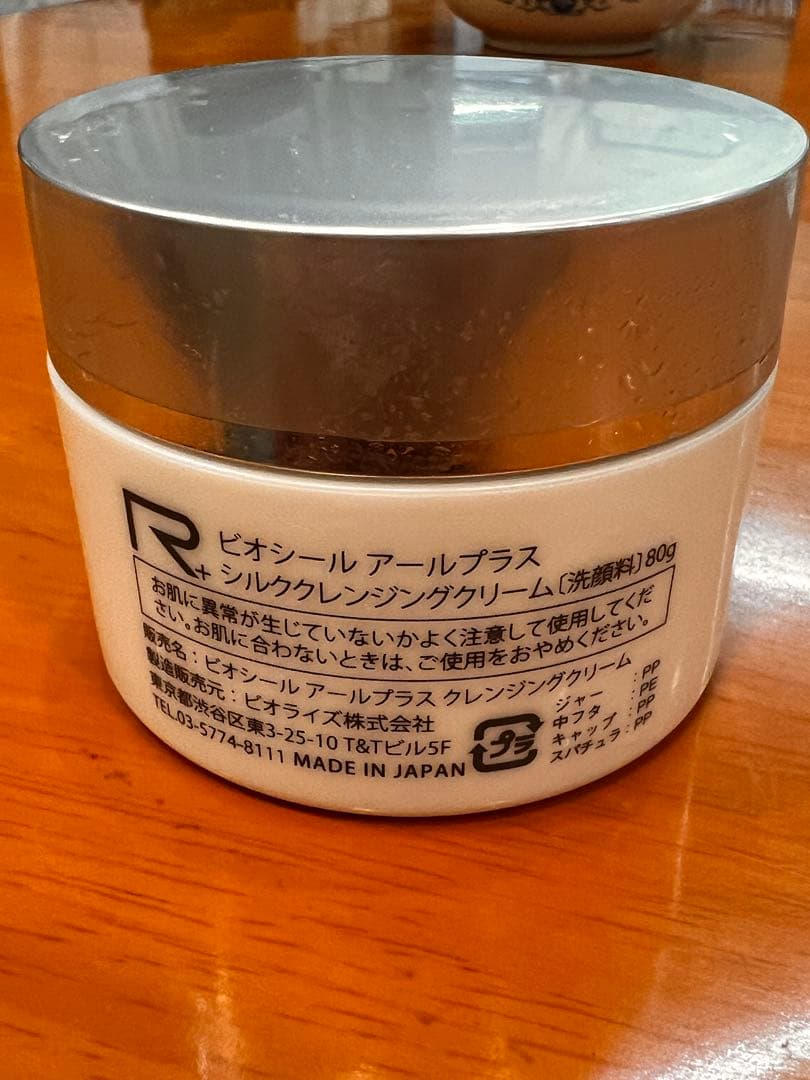 R+
ビオシール アールプラス
シルククレンジングクリーム〔洗顔料〕80g
お肌に異常が生じていないかよく注意して使用してくだ
さい。お肌に合わないときは、ご使用をおやめください。
販売名：ビオシール アールプラス クレンジングクリーム
製造販売元：ビオライズ株式会社
東京都渋谷区東3-25-10 T&Tビル5F
TEL.03-5774-8111 MADE IN JAPAN
プラ
ジャー：PP
中フタ：PE
キャップ：PP
スパチュラ：PP